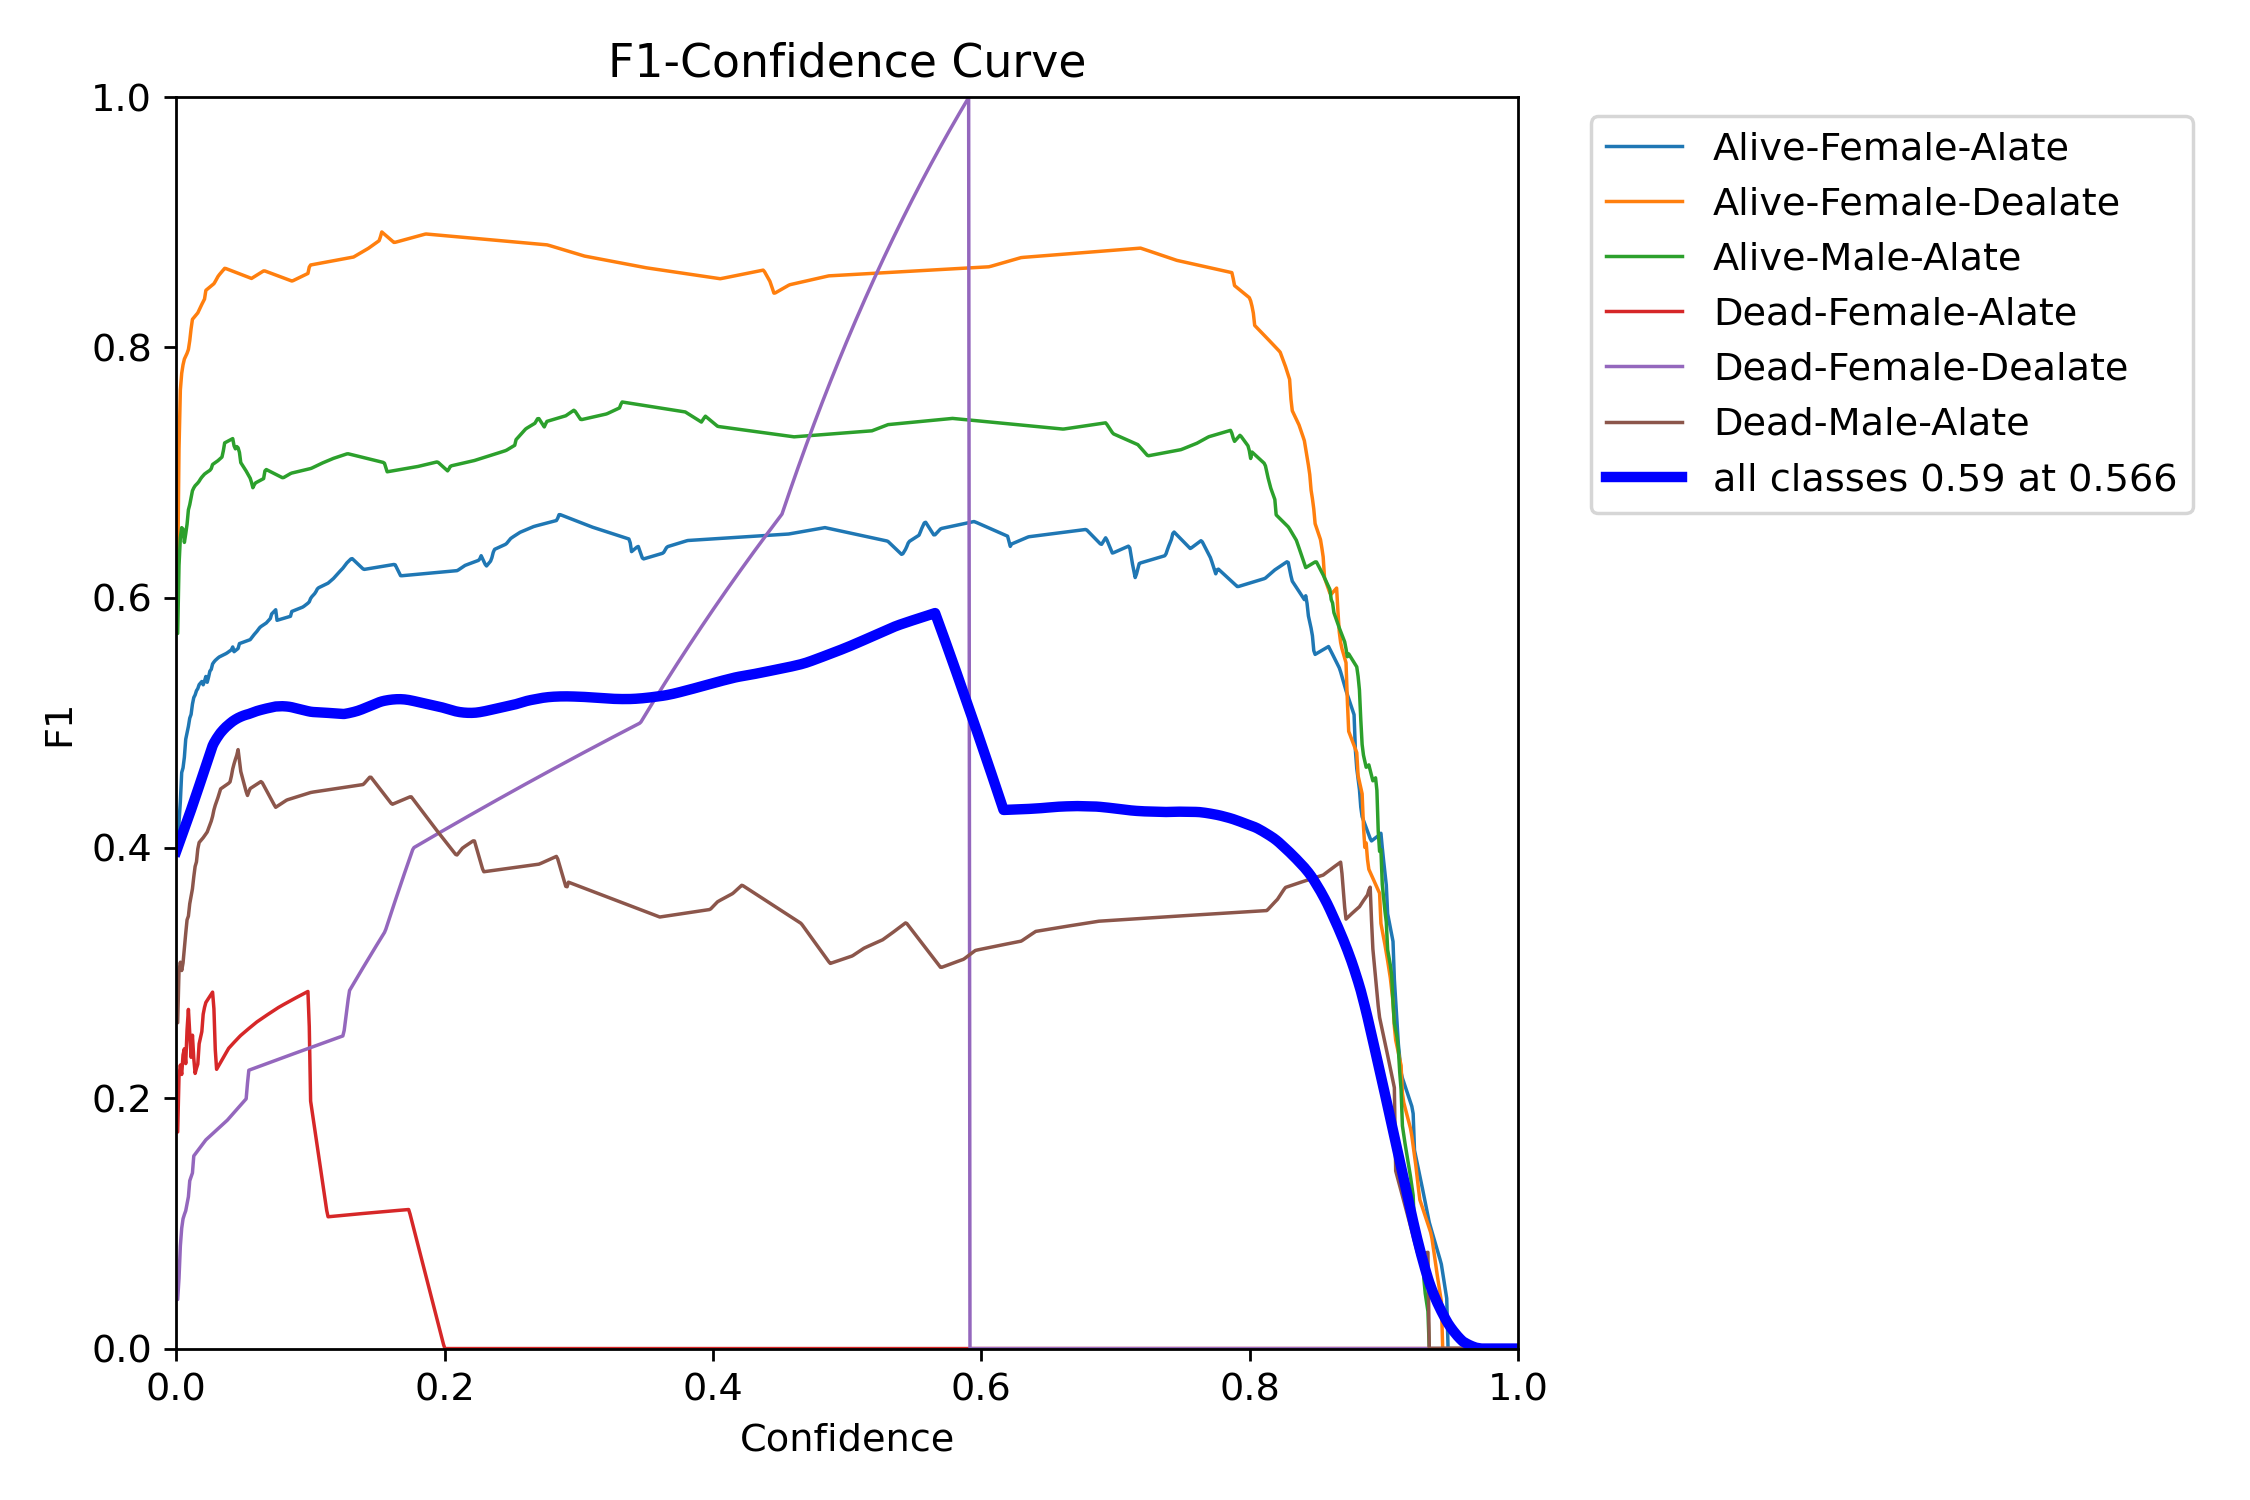 F1-Confidence Curve
1.0
0.8
0.6
0.4
0.2
0.0
F1
0.0 0.2 0.4 0.6 0.8 1.0
Confidence
Alive-Female-Alate
Alive-Female-Dealate
Alive-Male-Alate
Dead-Female-Alate
Dead-Female-Dealate
Dead-Male-Alate
all classes 0.59 at 0.566